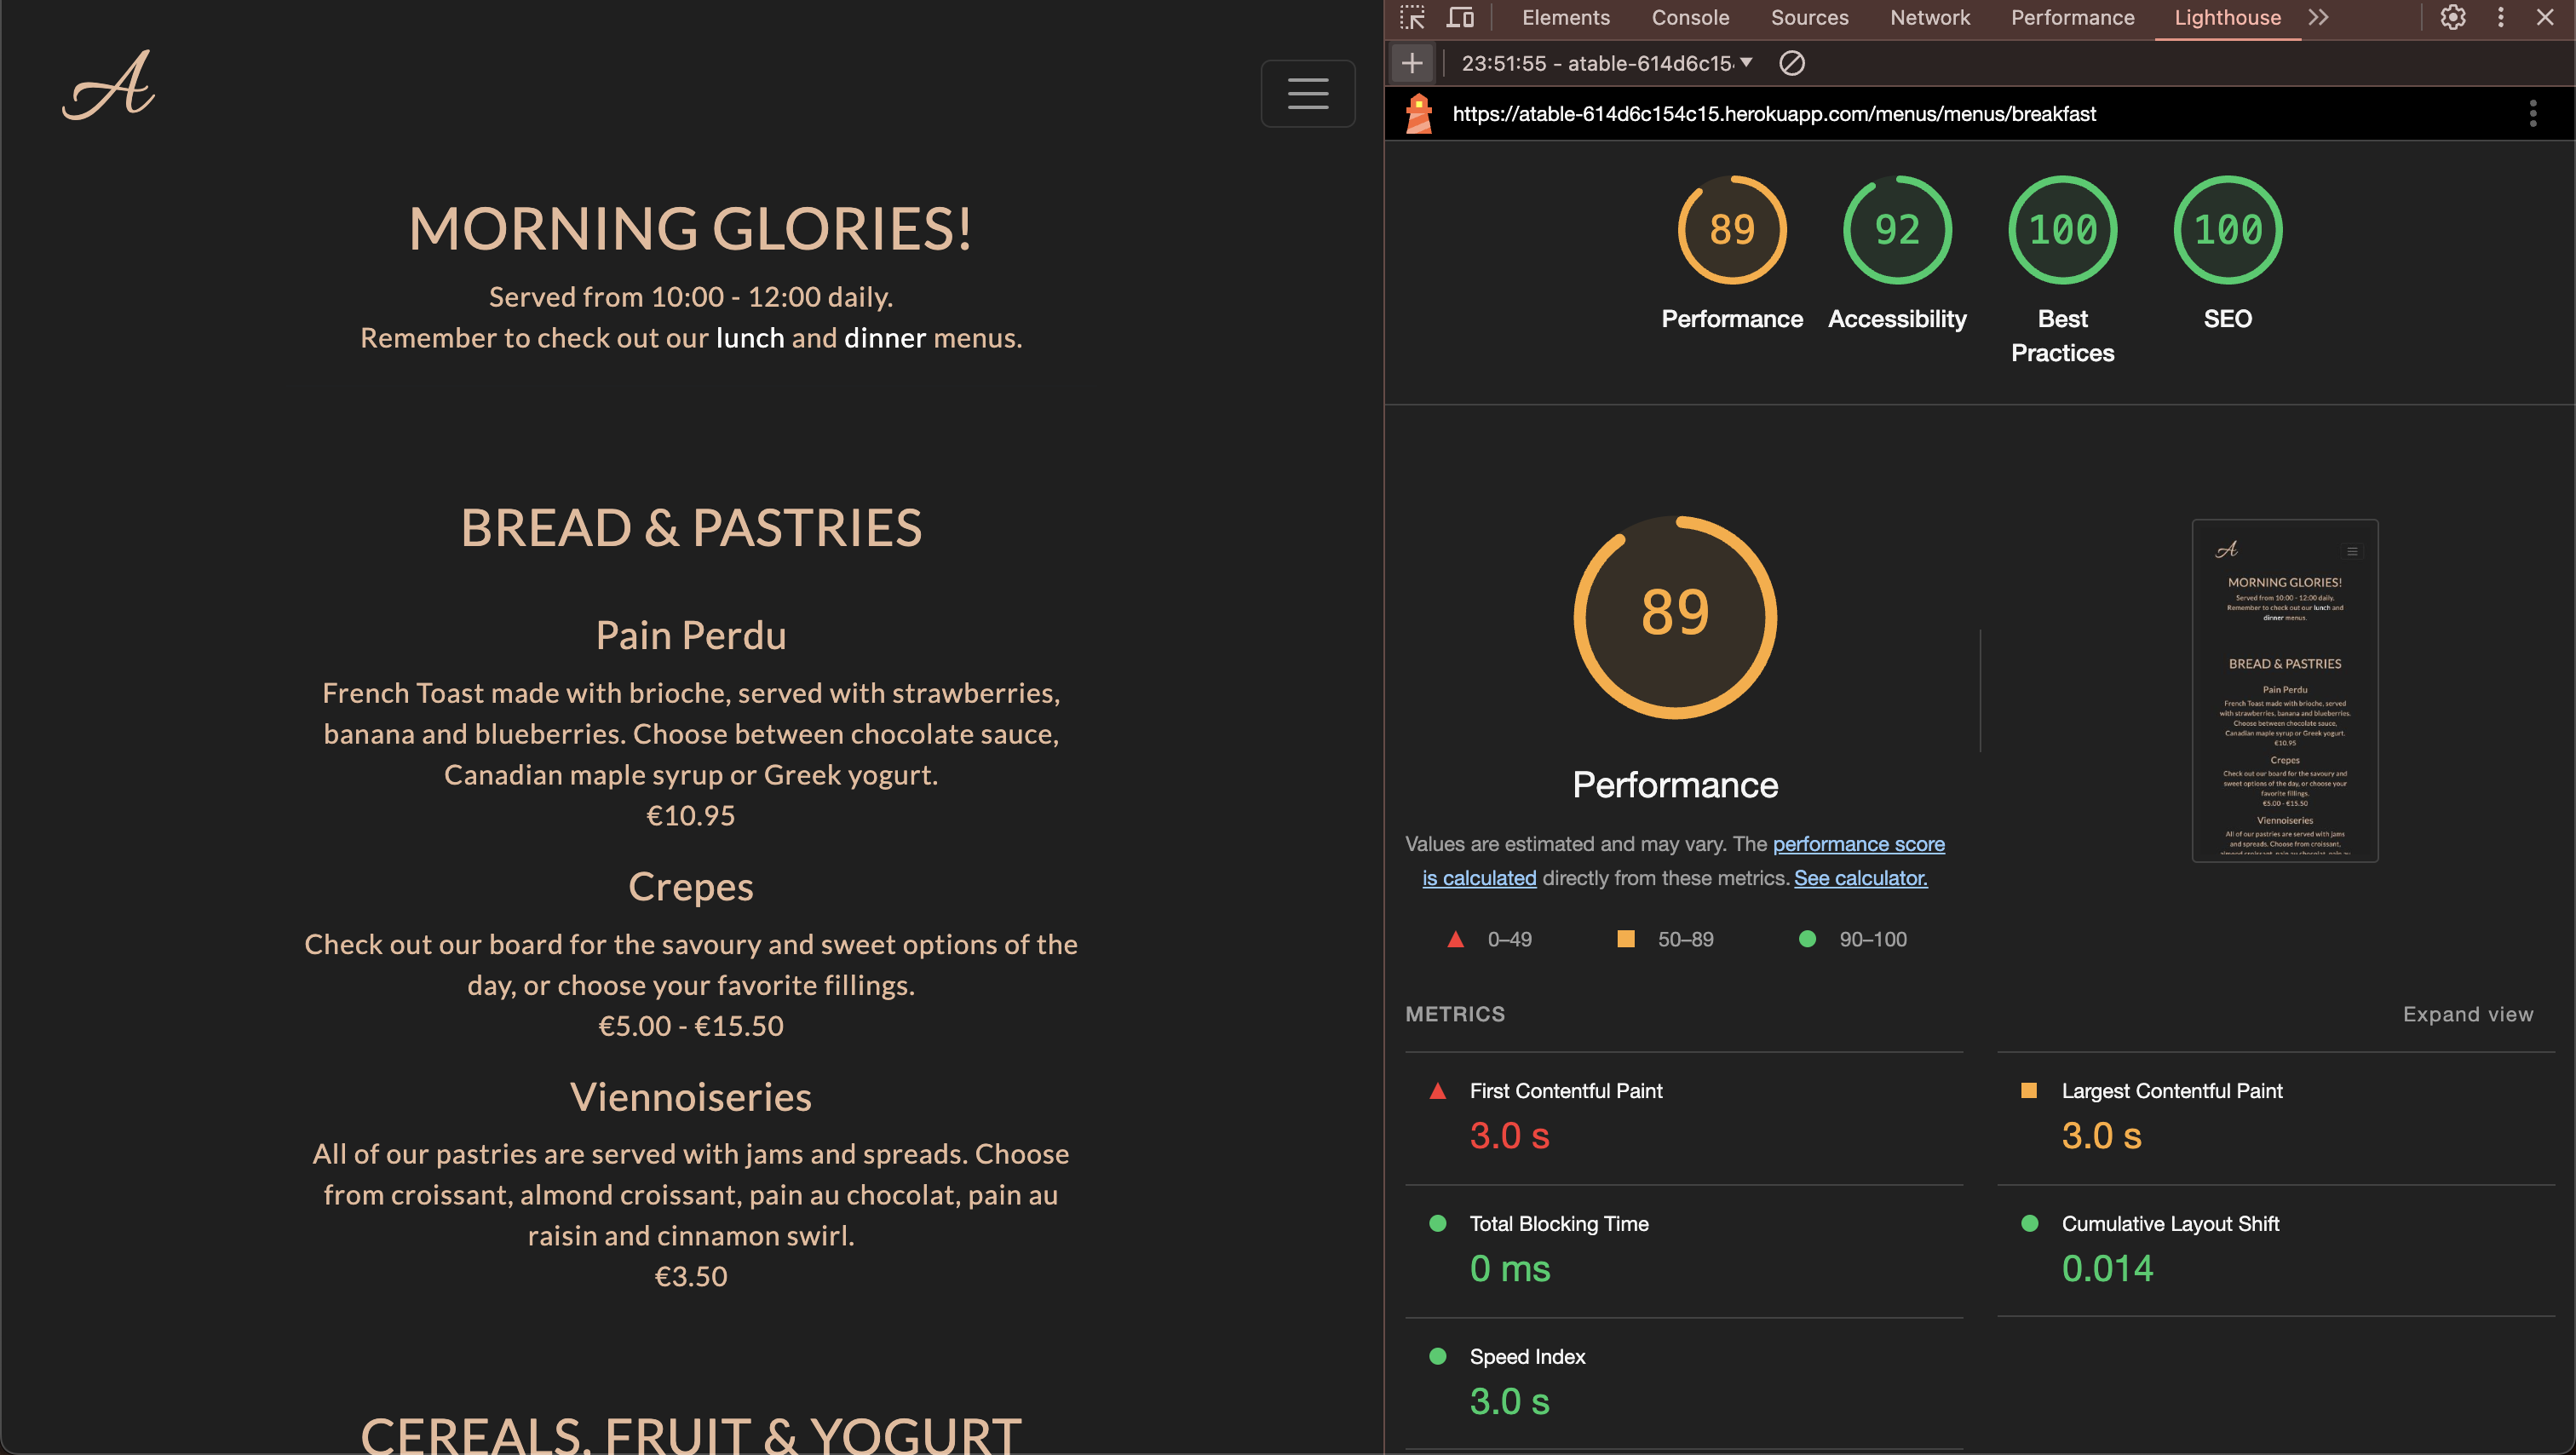 A
MORNING GLORIES!
Served from 10:00 - 12:00 daily.
Remember to check out our lunch and dinner menus.
BREAD & PASTRIES
Pain Perdu
French Toast made with brioche, served with strawberries,
banana and blueberries. Choose between chocolate sauce,
Canadian maple syrup or Greek yogurt.
€10.95
Crepes
Check out our board for the savoury and sweet options of the
day, or choose your favorite fillings.
€5.00 - €15.50
Viennoiseries
All of our pastries are served with jams and spreads. Choose
from croissant, almond croissant, pain au chocolat, pain au
raisin and cinnamon swirl.
€3.50
CEREALS, FRUIT & YOGURT
Elements Console Sources Network Performance Lighthouse
23:51:55 - atable-614d6c15
https://atable-614d6c154c15.herokuapp.com/menus/menus/breakfast
89 92 100 100
Performance Accessibility Best Practices SEO
89
Performance
Values are estimated and may vary. The performance score
is calculated directly from these metrics. See calculator.
0–49 50–89 90–100
A
MORNING GLORIES!
Served from 10:00 - 12:00 daily.
Remember to check out our lunch and
dinner menus.
BREAD & PASTRIES
Pain Perdu
French Toast made with brioche, served
with strawberries, banana and blueberries.
Choose between chocolate sauce,
Canadian maple syrup or Greek yogurt.
€10.95
Crepes
Check out our board for the savoury and
sweet options of the day, or choose your
favorite fillings.
€5.00 - €15.50
Viennoiseries
All of our pastries are served with jams
and spreads. Choose from croissant,
almond croissant, pain au chocolat, pain au
METRICS Expand view
First Contentful Paint
3.0 s
Largest Contentful Paint
3.0 s
Total Blocking Time
0 ms
Cumulative Layout Shift
0.014
Speed Index
3.0 s